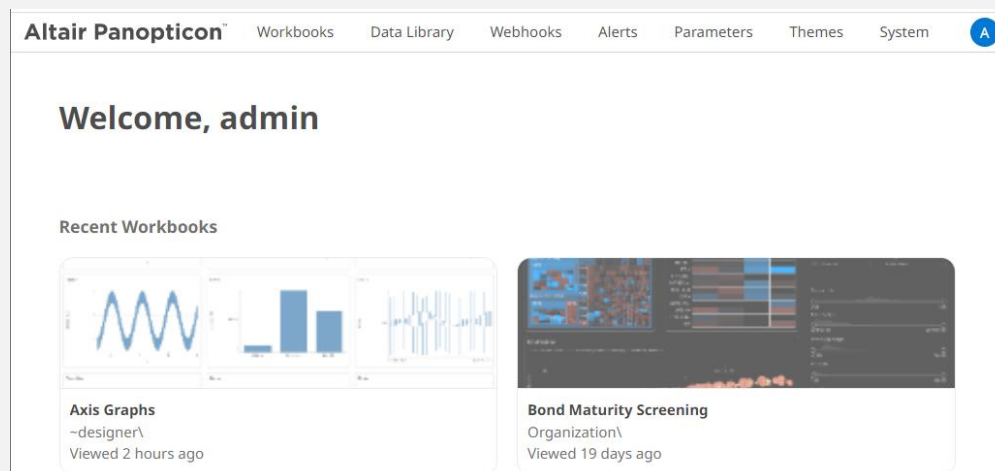 Altair Panopticon™ Workbooks Data Library Webhooks Alerts Parameters Themes System A
Welcome, admin
Recent Workbooks
Axis Graphs
~designer\
Viewed 2 hours ago
Bond Maturity Screening
Organization\
Viewed 19 days ago